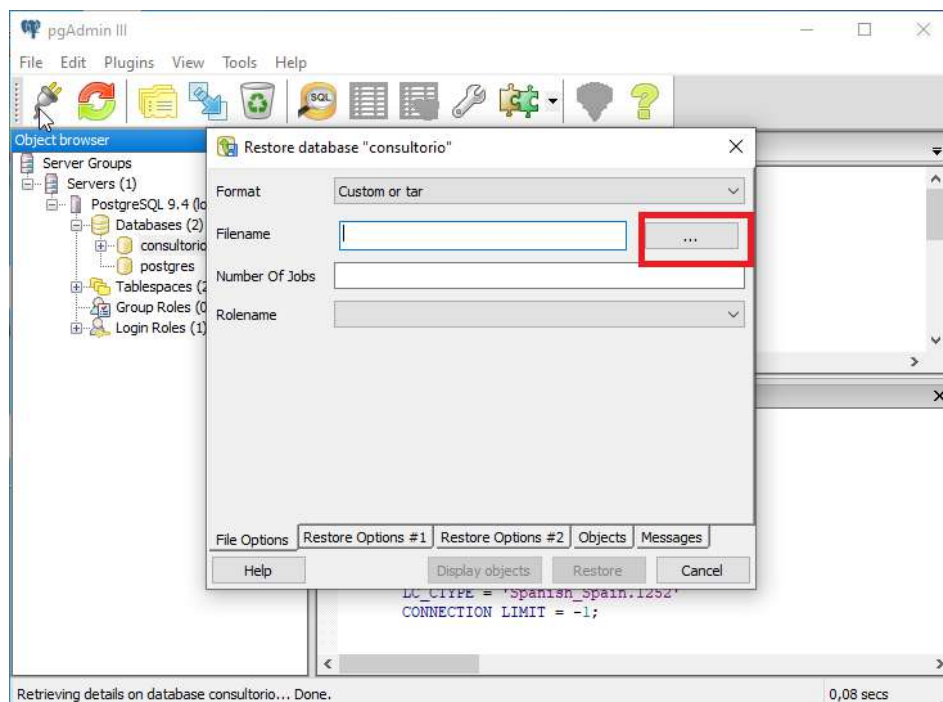 pgAdmin III
File Edit Plugins View Tools Help
SQL
Object browser
Server Groups
Servers (1)
PostgreSQL 9.4 (lo
Databases (2)
consultorio
postgres
Tablespaces (2
Group Roles (0
Login Roles (1)
Restore database "consultorio"
Format Custom or tar
Filename ...
Number Of Jobs
Rolename
File Options Restore Options #1 Restore Options #2 Objects Messages
Help Display objects Restore Cancel
LC_CTYPE = 'Spanish_Spain.1252'
CONNECTION LIMIT = -1;
Retrieving details on database consultorio... Done. 0,08 secs